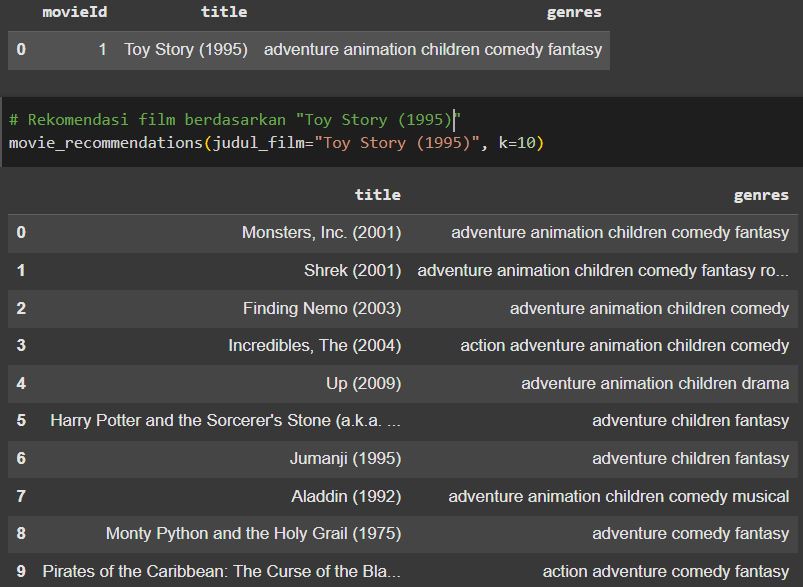 movieId title genres
0 1 Toy Story (1995) adventure animation children comedy fantasy
# Rekomendasi film berdasarkan "Toy Story (1995)"
movie_recommendations(judul_film="Toy Story (1995)", k=10)
title genres
0 Monsters, Inc. (2001) adventure animation children comedy fantasy
1 Shrek (2001) adventure animation children comedy fantasy ro...
2 Finding Nemo (2003) adventure animation children comedy
3 Incredibles, The (2004) action adventure animation children comedy
4 Up (2009) adventure animation children drama
5 Harry Potter and the Sorcerer's Stone (a.k.a. ... adventure children fantasy
6 Jumanji (1995) adventure children fantasy
7 Aladdin (1992) adventure animation children comedy musical
8 Monty Python and the Holy Grail (1975) adventure comedy fantasy
9 Pirates of the Caribbean: The Curse of the Bla... action adventure comedy fantasy